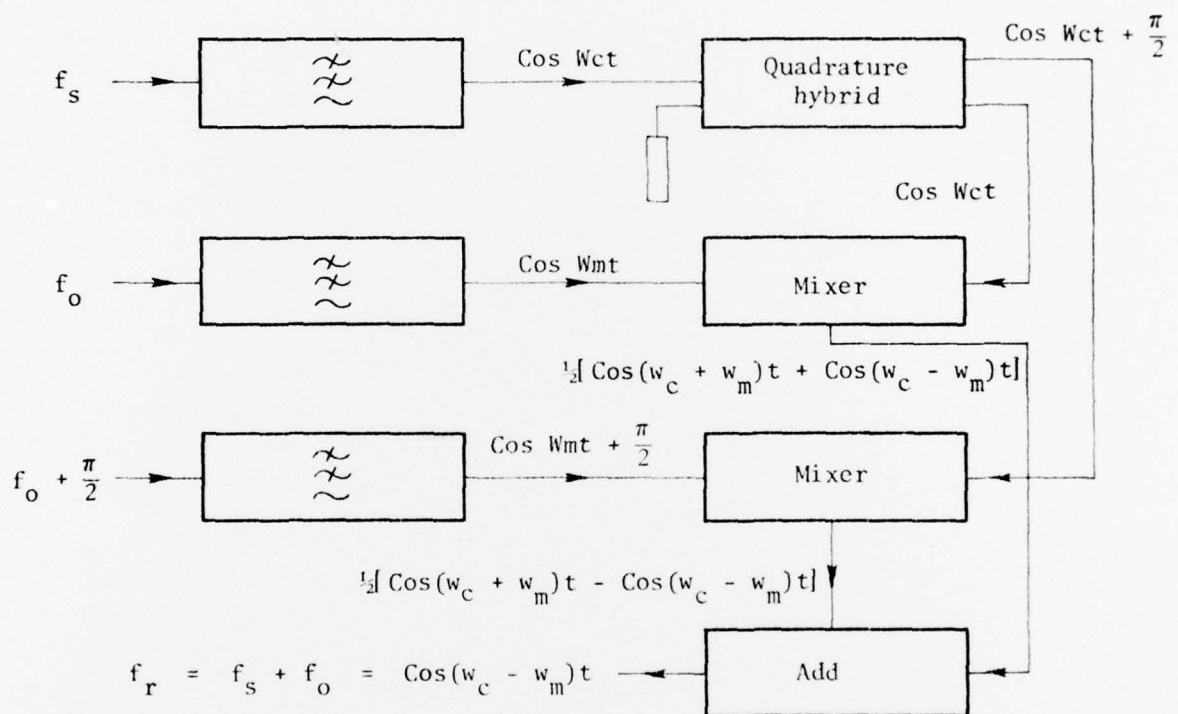 Cos Wct + π/2
f_s
Cos Wct
Quadrature
hybrid
Cos Wct
f_o
Cos Wmt
Mixer
½[ Cos(w_c + w_m)t + Cos(w_c - w_m)t]
f_o + π/2
Cos Wmt + π/2
Mixer
½[ Cos(w_c + w_m)t - Cos(w_c - w_m)t]
f_r = f_s + f_o = Cos(w_c - w_m)t
Add